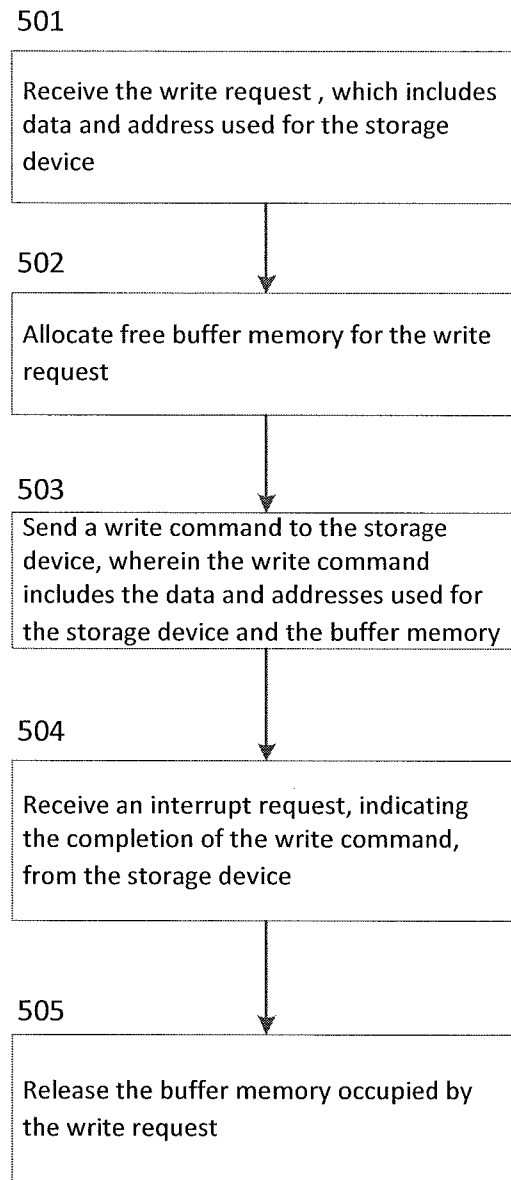 501
Receive the write request , which includes
data and address used for the storage
device
502
Allocate free buffer memory for the write
request
503
Send a write command to the storage
device, wherein the write command
includes the data and addresses used for
the storage device and the buffer memory
504
Receive an interrupt request, indicating
the completion of the write command,
from the storage device
505
Release the buffer memory occupied by
the write request